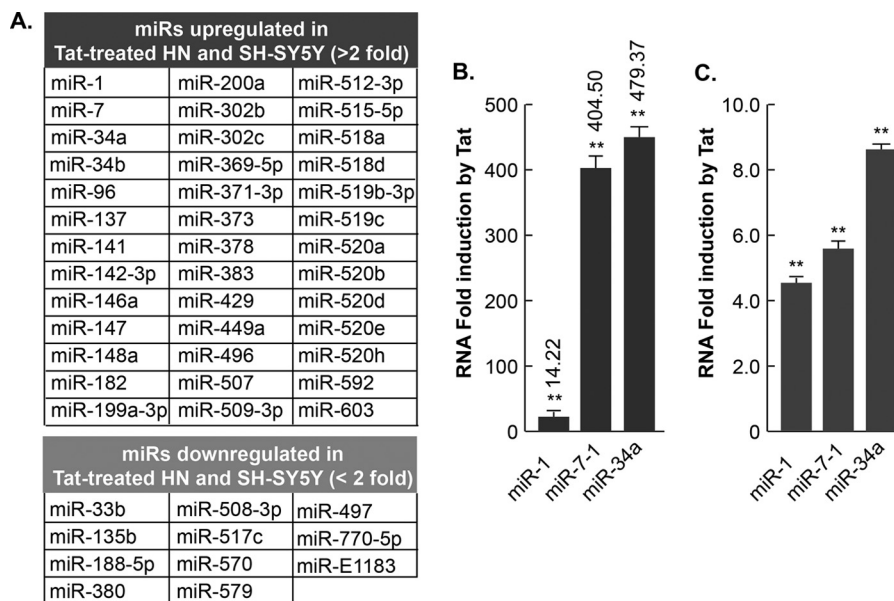 A.
miRs upregulated in
Tat-treated HN and SH-SY5Y (>2 fold)
miR-1 miR-200a miR-512-3p
miR-7 miR-302b miR-515-5p
miR-34a miR-302c miR-518a
miR-34b miR-369-5p miR-518d
miR-96 miR-371-3p miR-519b-3p
miR-137 miR-373 miR-519c
miR-141 miR-378 miR-520a
miR-142-3p miR-383 miR-520b
miR-146a miR-429 miR-520d
miR-147 miR-449a miR-520e
miR-148a miR-496 miR-520h
miR-182 miR-507 miR-592
miR-199a-3p miR-509-3p miR-603
miRs downregulated in
Tat-treated HN and SH-SY5Y (< 2 fold)
miR-33b miR-508-3p miR-497
miR-135b miR-517c miR-770-5p
miR-188-5p miR-570 miR-E1183
miR-380 miR-579
B.
RNA Fold induction by Tat
500
400
300
200
100
0
** 14.22
** 404.50
** 479.37
miR-1
miR-7-1
miR-34a
C.
RNA Fold induction by Tat
10.0
8.0
6.0
4.0
2.0
0
**
**
**
miR-1
miR-7-1
miR-34a